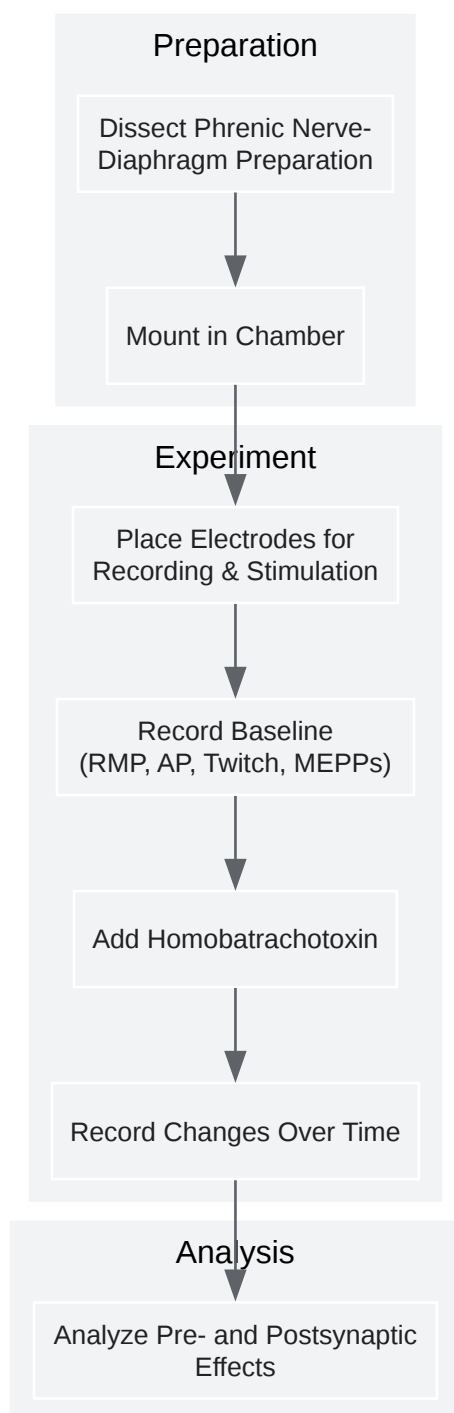 Preparation
Dissect Phrenic Nerve-
Diaphragm Preparation
Mount in Chamber
Experiment
Place Electrodes for
Recording & Stimulation
Record Baseline
(RMP, AP, Twitch, MEPPs)
Add Homobatrachotoxin
Record Changes Over Time
Analysis
Analyze Pre- and Postsynaptic
Effects